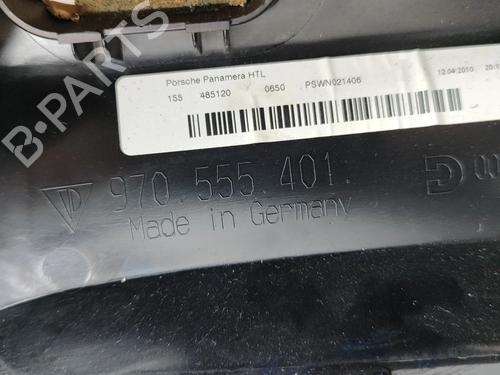 Porsche Panamera HTL
155 485120 0650 PSWN021406 12.04.2010
970.555.401.
Made in Germany
B-PARTS